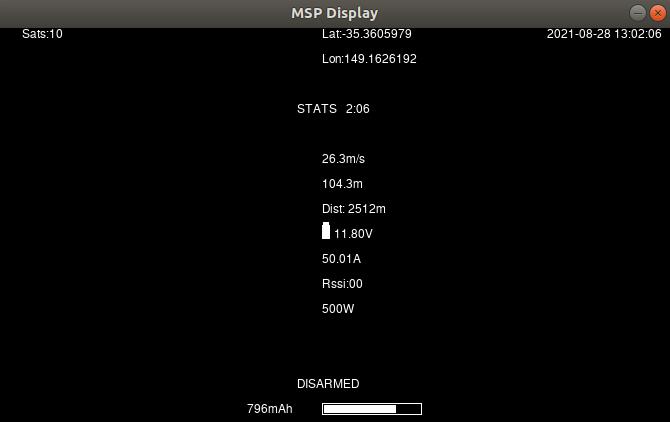 MSP Display
Sats:10 Lat:-35.3605979 2021-08-28 13:02:06
Lon:149.1626192
STATS 2:06
26.3m/s
104.3m
Dist: 2512m
11.80V
50.01A
Rssi:00
500W
DISARMED
796mAh